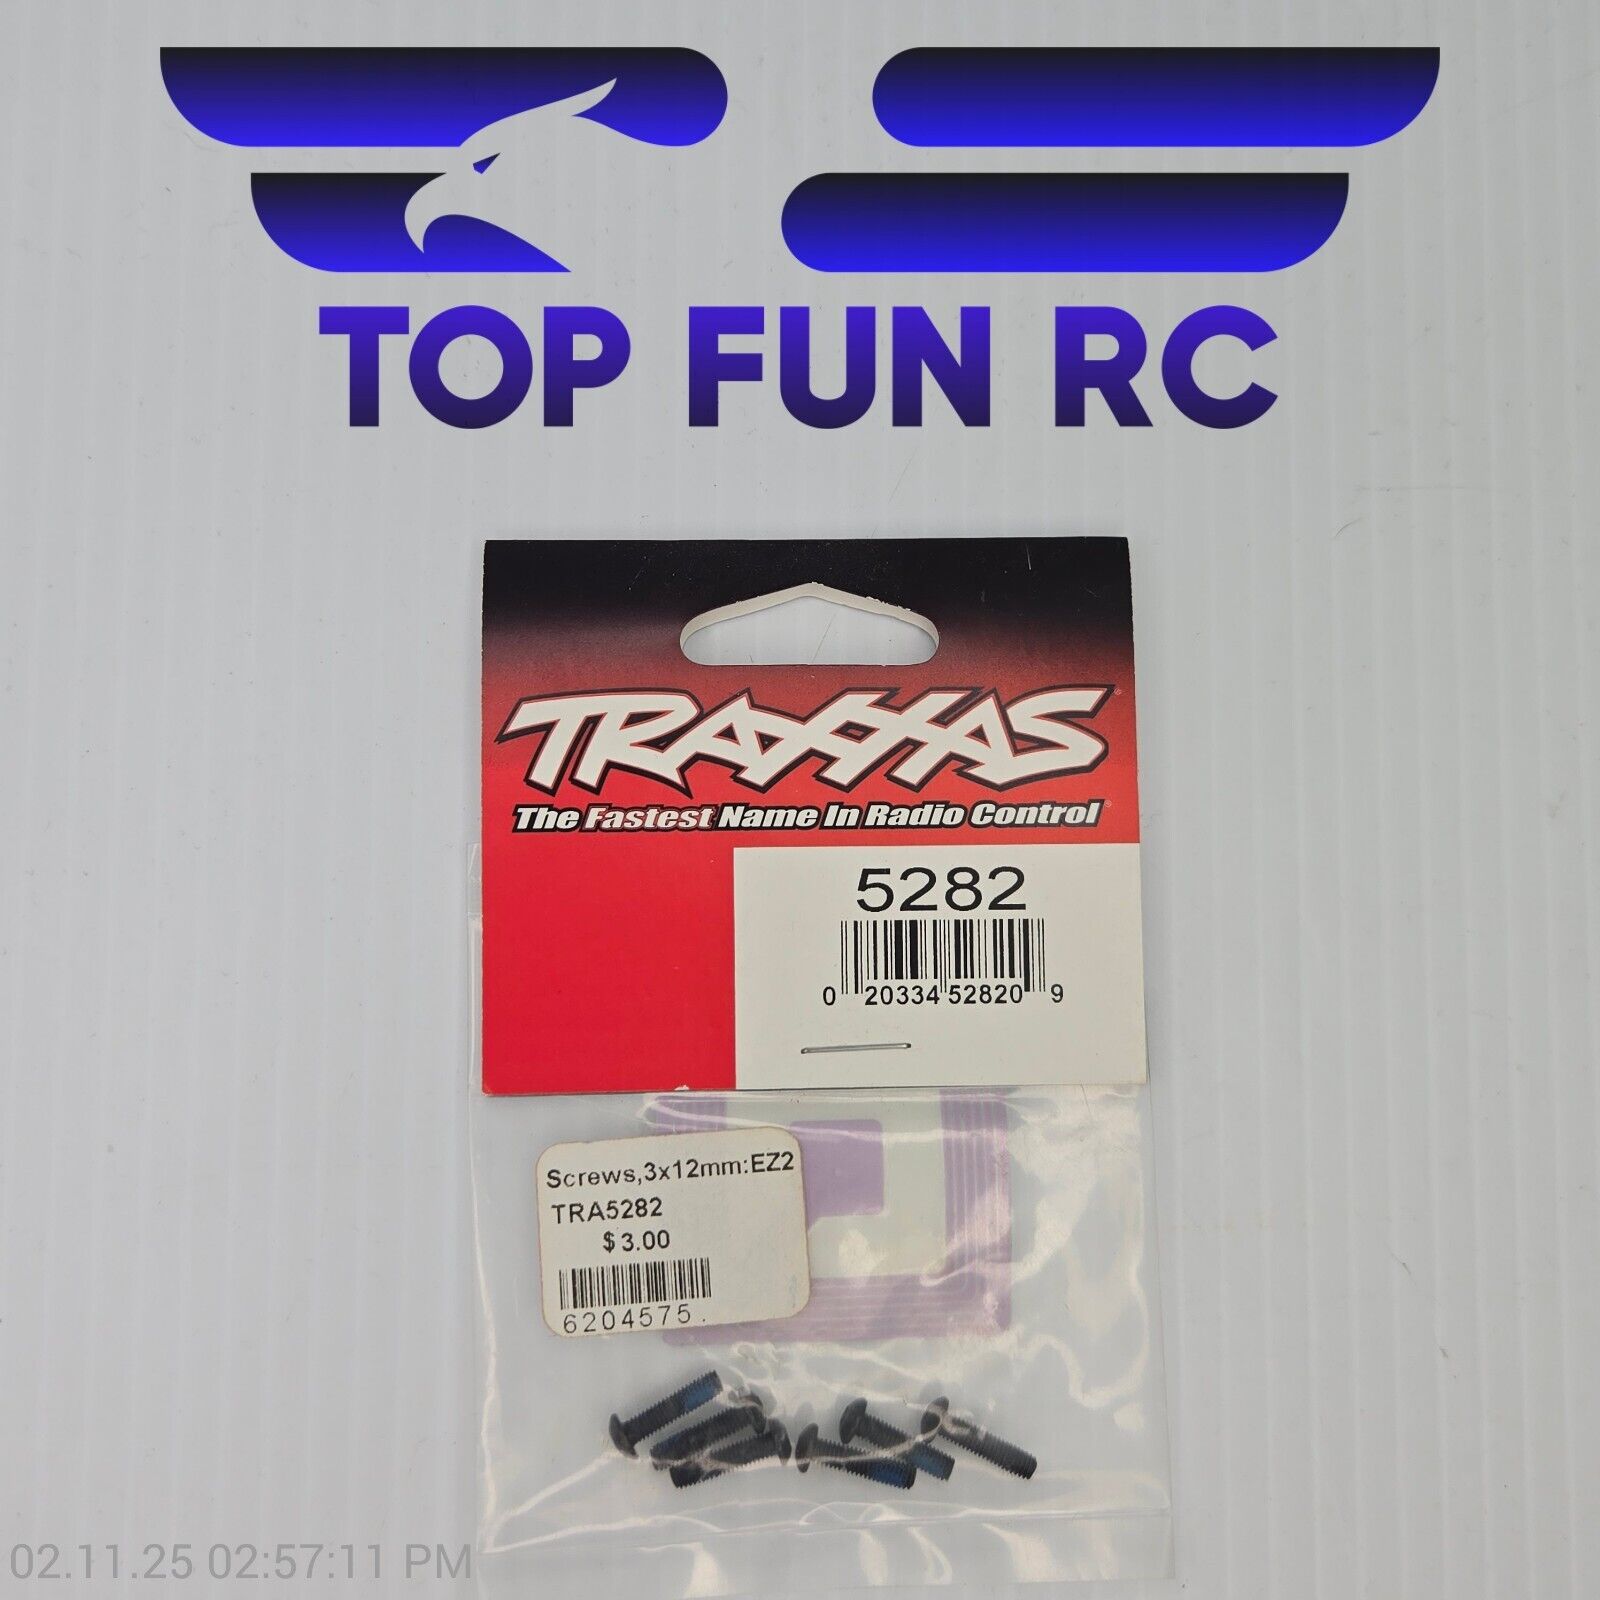 TOP FUN RC
TRAXXAS
The Fastest Name In Radio Control
5282
0 20334 52820 9
Screws,3x12mm:EZ2
TRA5282
$3.00
6204575.
02.11.25 02:57:11 PM